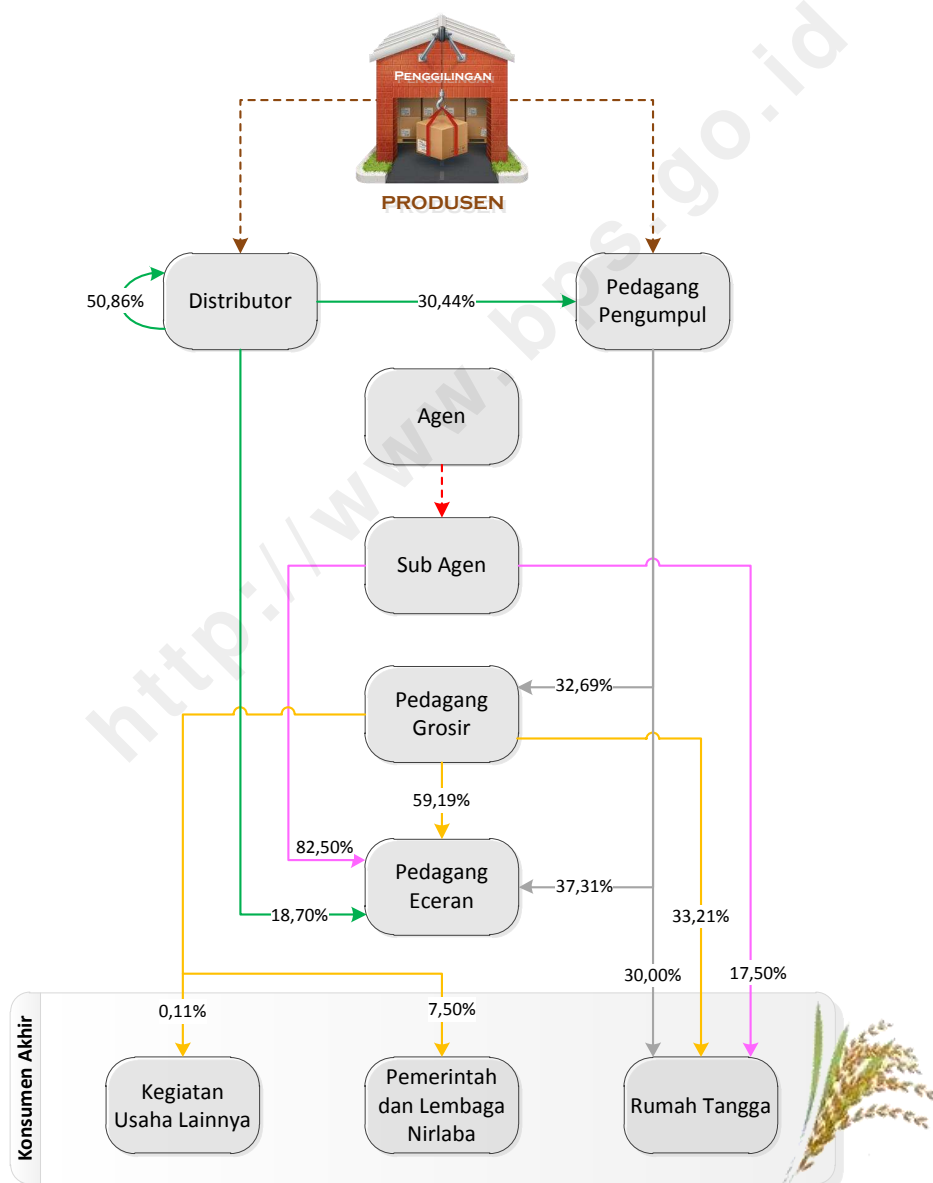 PENGGILINGAN
PRODUSEN
Distributor
Pedagang
Pengumpul
50,86%
30,44%
Agen
Sub Agen
Pedagang
Grosir
32,69%
59,19%
82,50%
Pedagang
Eceran
37,31%
18,70%
33,21%
30,00%
17,50%
Konsumen Akhir
0,11%
7,50%
Kegiatan
Usaha Lainnya
Pemerintah
dan Lembaga
Nirlaba
Rumah Tangga
http://www.bps.go.id